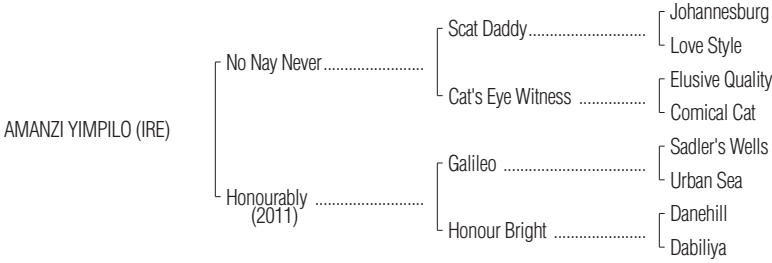 AMANZI YIMPILO (IRE)
No Nay Never
Honourably
(2011)
Scat Daddy
Cat's Eye Witness
Galileo
Honour Bright
Johannesburg
Love Style
Elusive Quality
Comical Cat
Sadler's Wells
Urban Sea
Danehill
Dabiliya